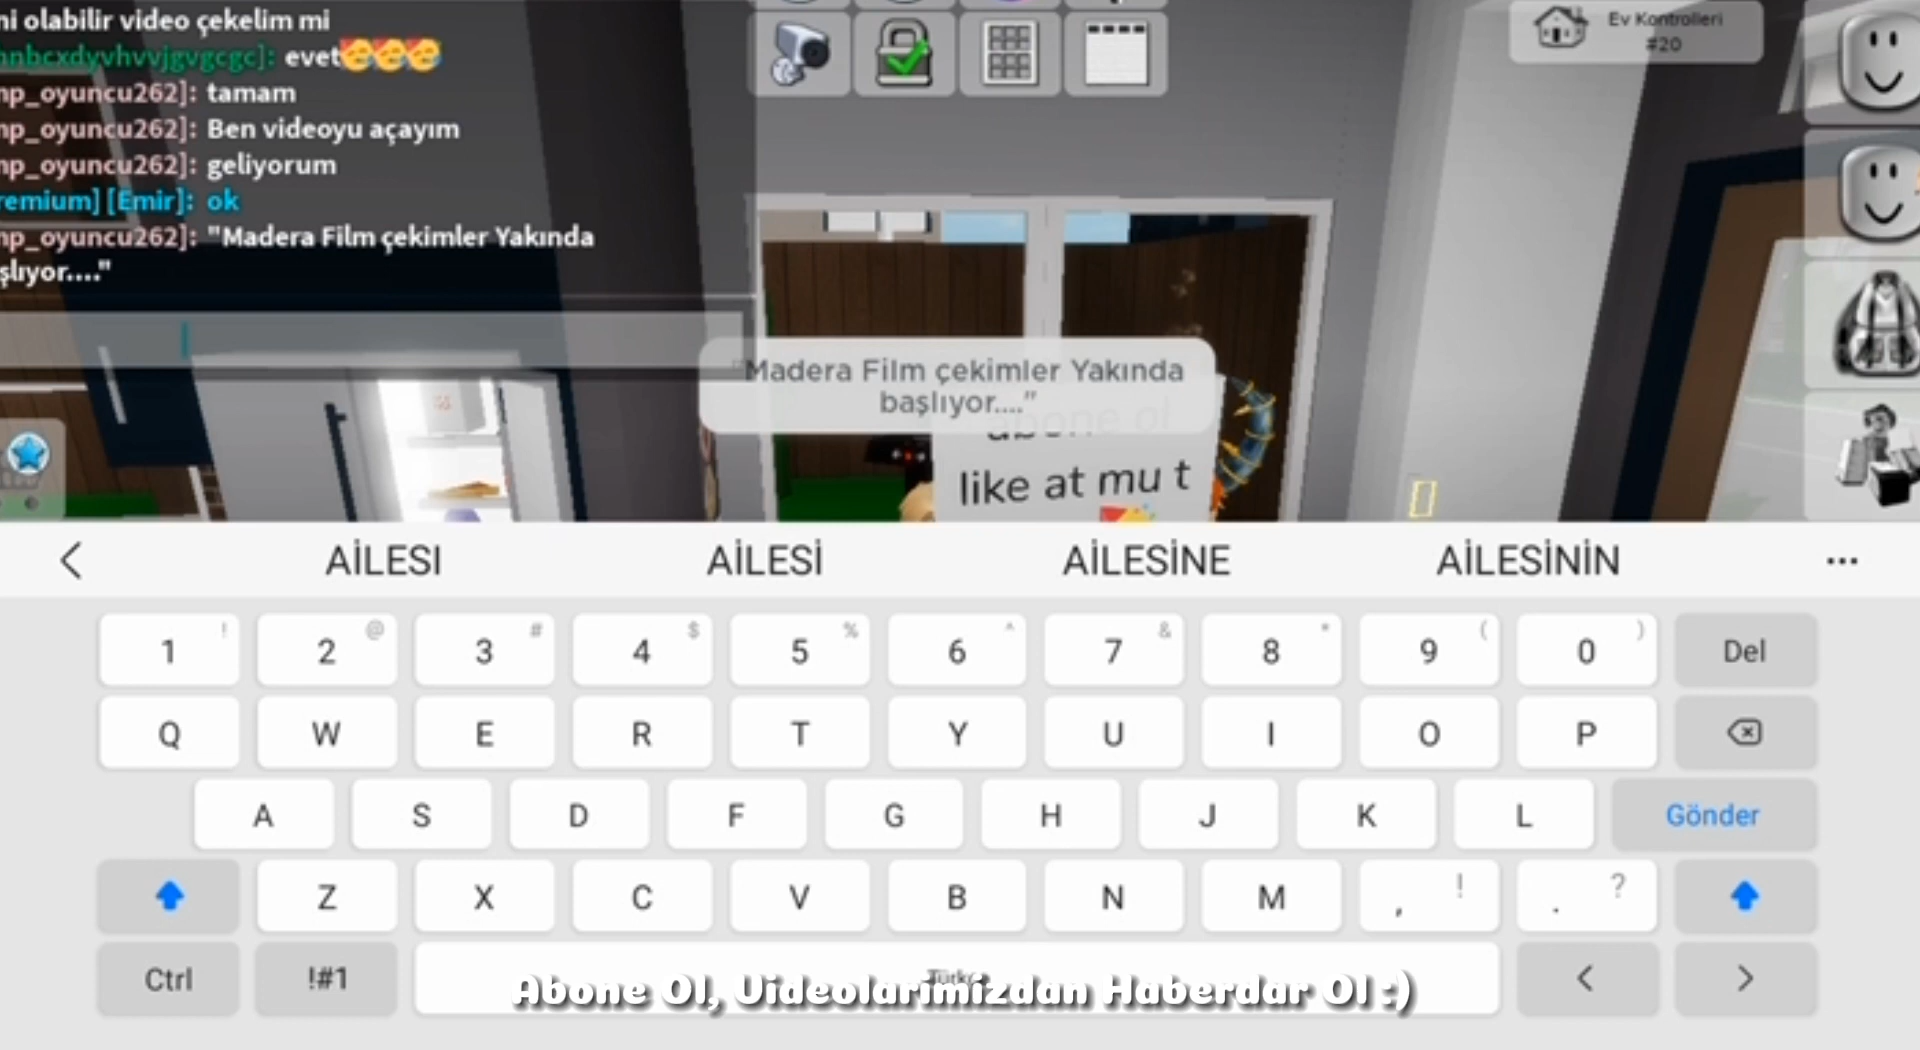 ni olabilir video çekelim mi
nnbcxdyvhvvjgvgcgc]: evet🥳🥳🥳
np_oyuncu262]: tamam
np_oyuncu262]: Ben videoyu açayım
np_oyuncu262]: geliyorum
remium] [Emir]: ok
np_oyuncu262]: "Madera Film çekimler Yakında
şlıyor...."
Ev Kontrolleri
#20
"Madera Film çekimler Yakında
başlıyor...."
abone ol
like at mu t
AİLESI AİLESİ AİLESİNE AİLESİNİN ...
1 ! 2 @ 3 # 4 $ 5 % 6 ^ 7 & 8 * 9 ( 0 ) Del
Q W E R T Y U I O P
A S D F G H J K L Gönder
Z X C V B N M , ! . ?
Ctrl !#1 < >
Abone Ol, Videolarimizdan Haberdar Ol :)